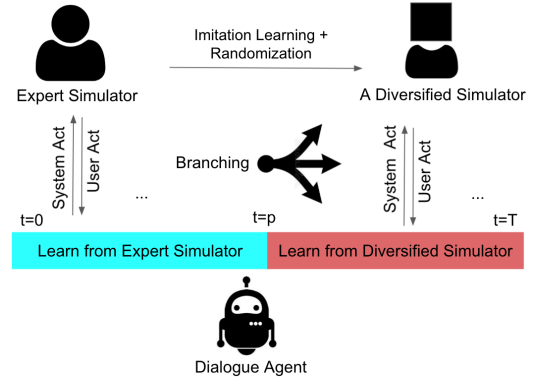 Imitation Learning +
Randomization
Expert Simulator
A Diversified Simulator
System Act
User Act
Branching
System Act
User Act
...
...
t=0
t=p
t=T
Learn from Expert Simulator
Learn from Diversified Simulator
Dialogue Agent